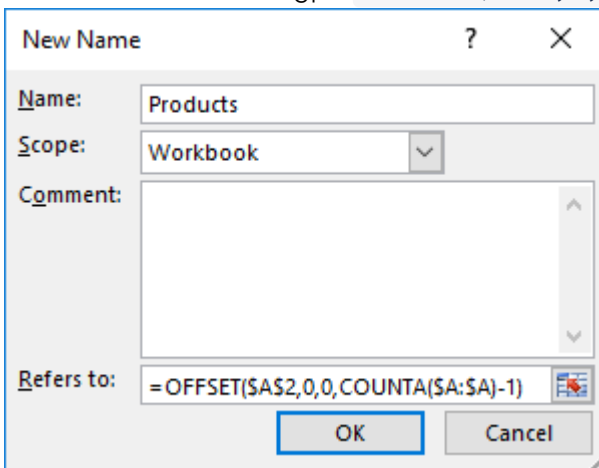 New Name ?
Name: Products
Scope: Workbook
Comment:
Refers to: =OFFSET($A$2,0,0,COUNTA($A:$A)-1)
OK Cancel